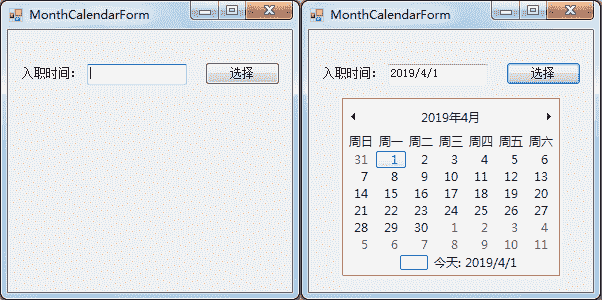 MonthCalendarForm
入职时间：
选择
MonthCalendarForm
入职时间： 2019/4/1
选择
2019年4月
周日 周一 周二 周三 周四 周五 周六
31 1 2 3 4 5 6
7 8 9 10 11 12 13
14 15 16 17 18 19 20
21 22 23 24 25 26 27
28 29 30 1 2 3 4
5 6 7 8 9 10 11
今天: 2019/4/1